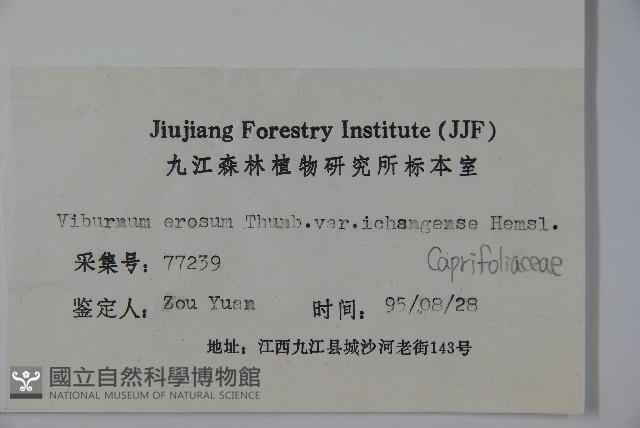 Jiujiang Forestry Institute (JJF)
九江森林植物研究所标本室
Viburnum erosum Thunb.var.ichangense Hemsl.
采集号: 77239
Caprifoliaceae
鉴定人: Zou Yuan 时间: 95/08/28
地址: 江西九江县城沙河老街143号
國立自然科學博物館
NATIONAL MUSEUM OF NATURAL SCIENCE